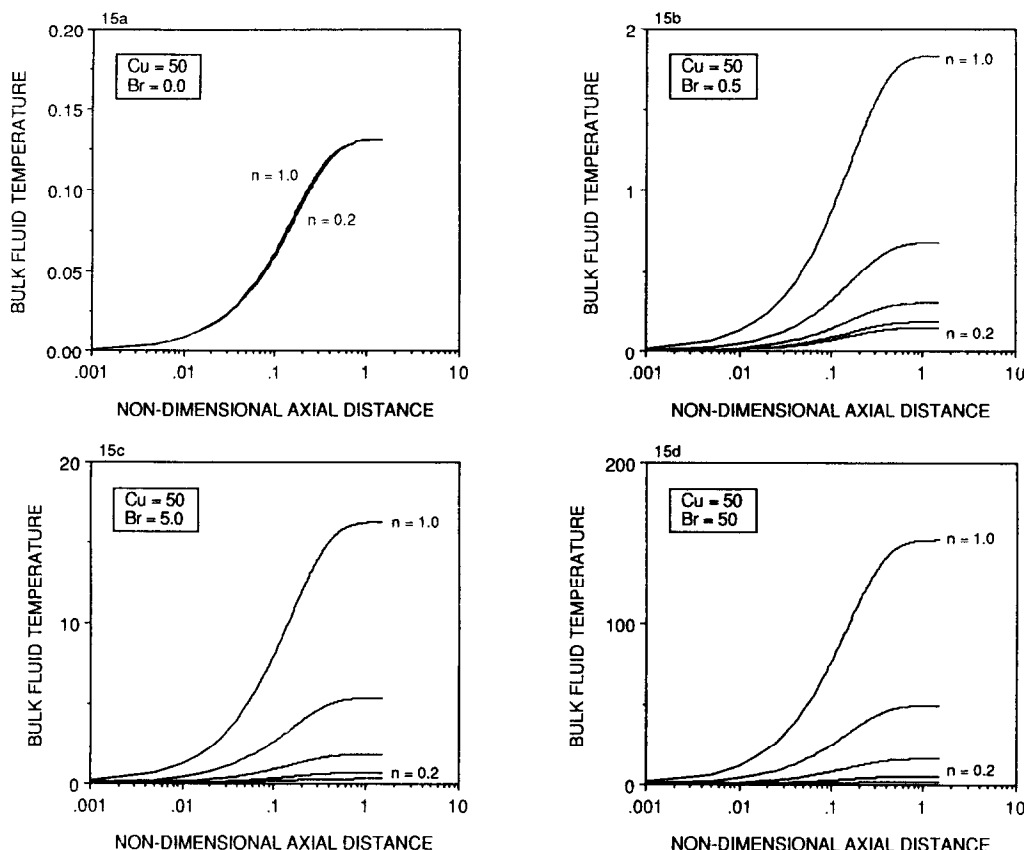 15a
0.20
0.15
0.10
0.05
0.00
BULK FLUID TEMPERATURE
Cu = 50
Br = 0.0
n = 1.0
n = 0.2
.001
.01
.1
1
10
NON-DIMENSIONAL AXIAL DISTANCE
15b
2
1
0
BULK FLUID TEMPERATURE
Cu = 50
Br = 0.5
n = 1.0
n = 0.2
.001
.01
.1
1
10
NON-DIMENSIONAL AXIAL DISTANCE
15c
20
10
0
BULK FLUID TEMPERATURE
Cu = 50
Br = 5.0
n = 1.0
n = 0.2
.001
.01
.1
1
10
NON-DIMENSIONAL AXIAL DISTANCE
15d
200
100
0
BULK FLUID TEMPERATURE
Cu = 50
Br = 50
n = 1.0
n = 0.2
.001
.01
.1
1
10
NON-DIMENSIONAL AXIAL DISTANCE